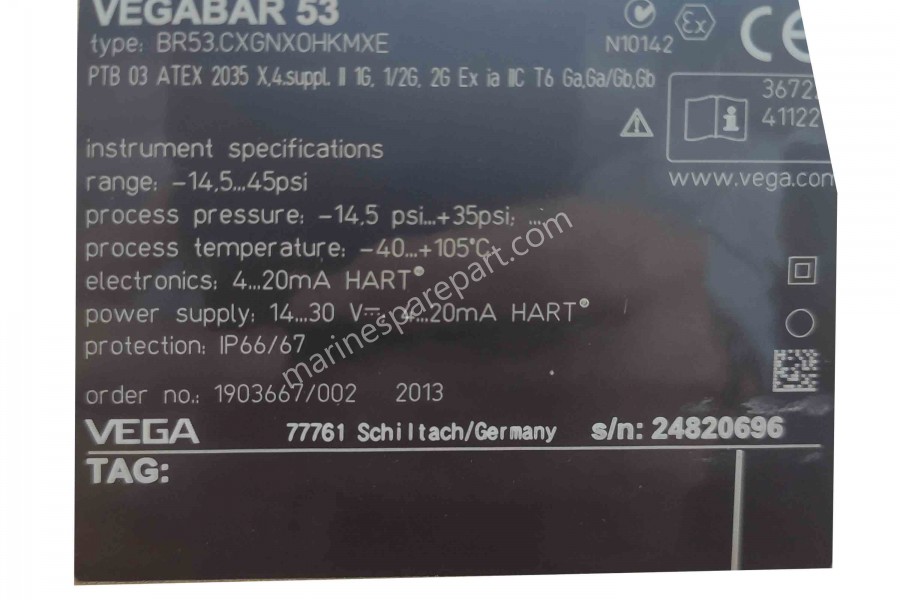 VEGABAR 53
type: BR53.CXGNX0HKMXE
N10142
Ex
CE
PTB 03 ATEX 2035 X,4.suppl. II 1G, 1/2G, 2G Ex ia IIC T6 Ga,Ga/Gb,Gb
3672
41122
www.vega.com
instrument specifications
range: -14,5...45psi
process pressure: -14,5 psi...+35psi; ...
process temperature: -40...+105°C
electronics: 4...20mA HART®
power supply: 14...30 V 4...20mA HART®
protection: IP66/67
order no.: 1903667/002 2013
VEGA 77761 Schiltach/Germany s/n: 24820696
TAG:
marinesparepart.com